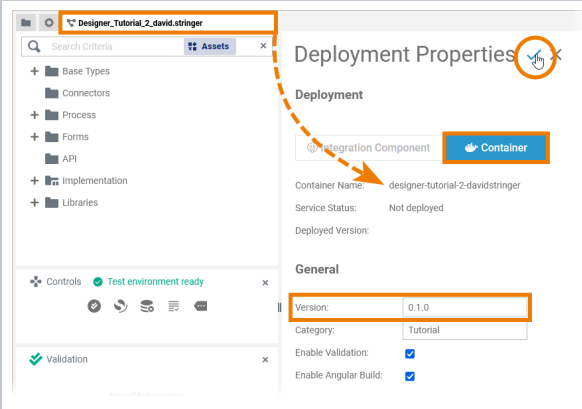 Designer_Tutorial_2_david.stringer
Search Criteria
Assets
×
Base Types
Connectors
Process
Forms
API
Implementation
Libraries
Controls
Test environment ready
×
Validation
×
Deployment Properties
Deployment
Integration Component
Container
Container Name: designer-tutorial-2-davidstringer
Service Status: Not deployed
Deployed Version:
General
Version: 0.1.0
Category: Tutorial
Enable Validation:
Enable Angular Build: